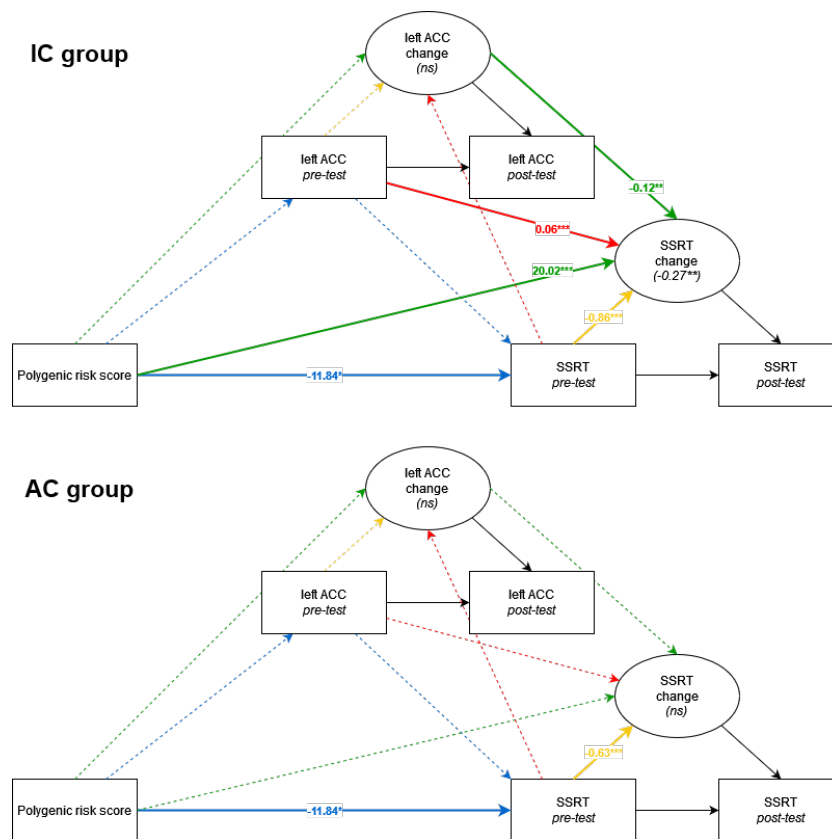 IC group
left ACC
change
(ns)
left ACC
pre-test
left ACC
post-test
-0.12**
0.06***
SSRT
change
(-0.27**)
20.02***
-0.86***
Polygenic risk score
-11.84*
SSRT
pre-test
SSRT
post-test
AC group
left ACC
change
(ns)
left ACC
pre-test
left ACC
post-test
SSRT
change
(ns)
-0.63***
Polygenic risk score
-11.84*
SSRT
pre-test
SSRT
post-test